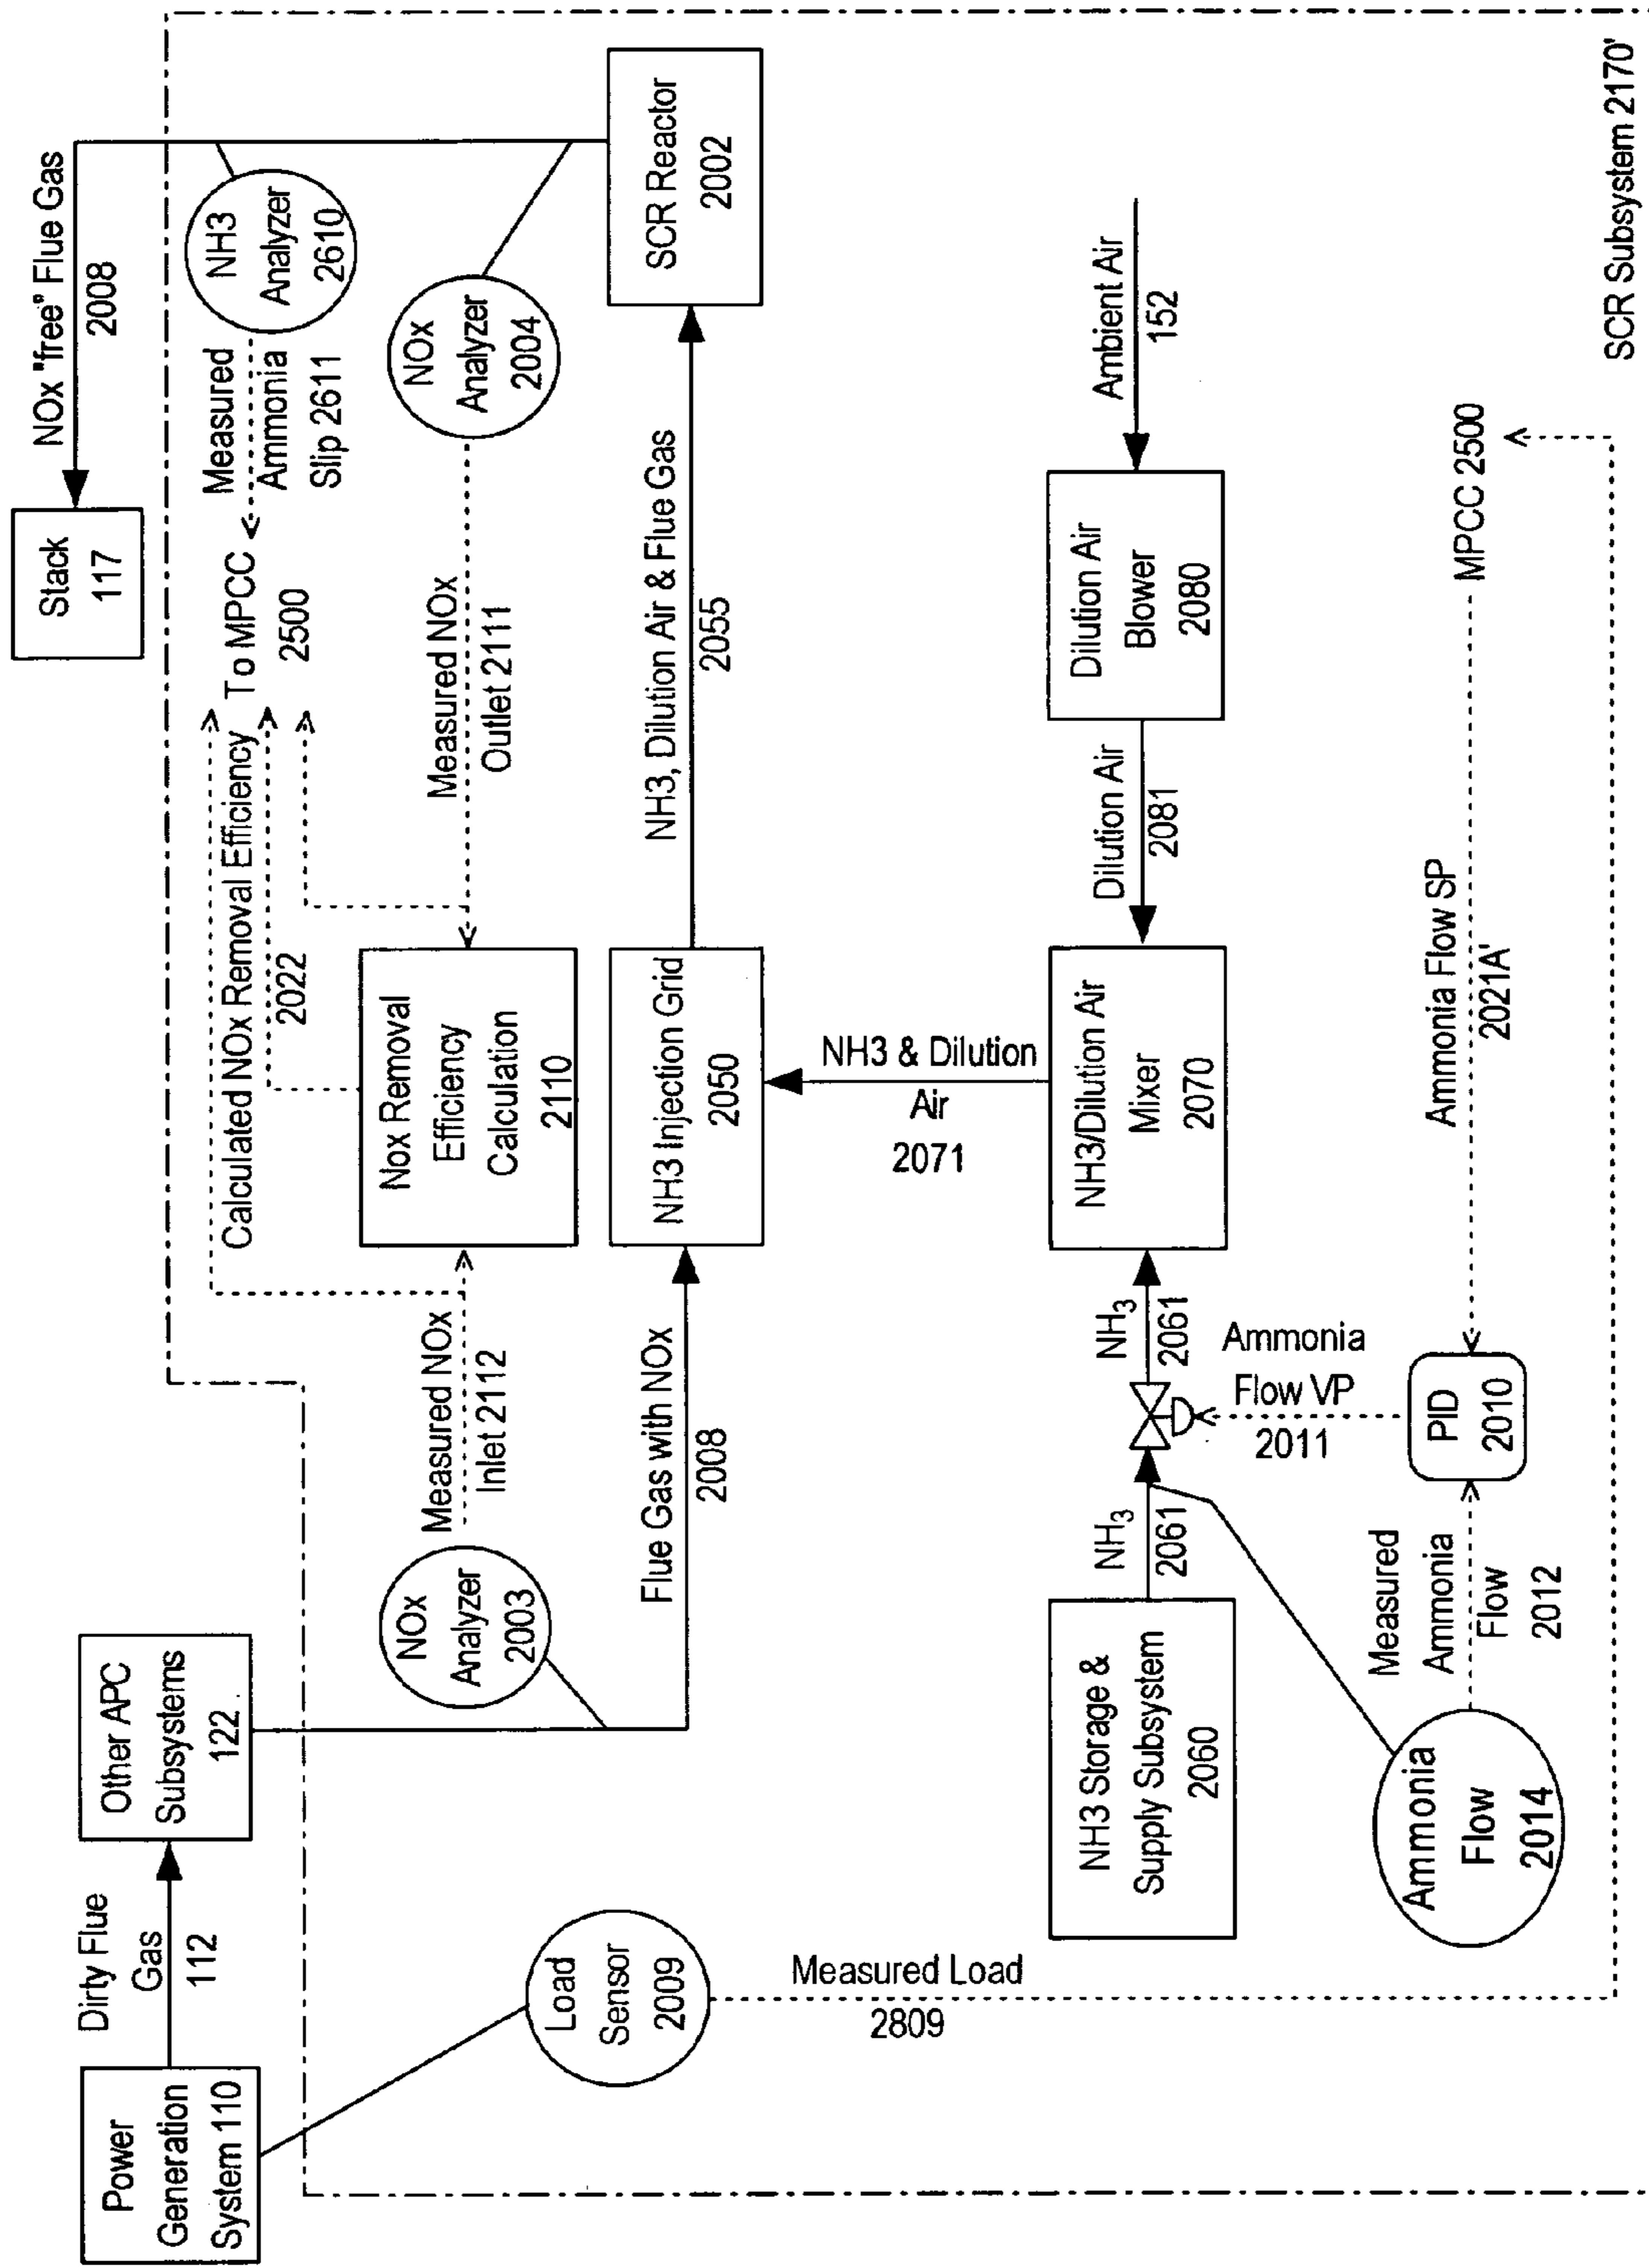 Power
Generation
System 110
Dirty Flue
Gas
112
Other APC
Subsystems
122
Stack
117
NOx "free" Flue Gas
2008
Load
Sensor
2009
Measured Load
2809
NOx
Analyzer
2003
Measured NOx
Inlet 2112
Calculated NOx Removal Efficiency
2022
To MPCC
2500
Measured
Ammonia
Slip 2611
NH3
Analyzer
2610
Nox Removal
Efficiency
Calculation
2110
Measured NOx
Outlet 2111
NOx
Analyzer
2004
Flue Gas with NOx
2008
NH3 Injection Grid
2050
NH3, Dilution Air & Flue Gas
2055
SCR Reactor
2002
NH3 & Dilution
Air
2071
NH3 Storage &
Supply Subsystem
2060
NH₃
2061
NH₃
2061
NH3/Dilution Air
Mixer
2070
Dilution Air
2081
Dilution Air
Blower
2080
Ambient Air
152
Ammonia
Flow VP
2011
Ammonia
Flow
2014
Measured
Ammonia
Flow
2012
PID
2010
Ammonia Flow SP
2021A'
MPCC 2500
SCR Subsystem 2170'